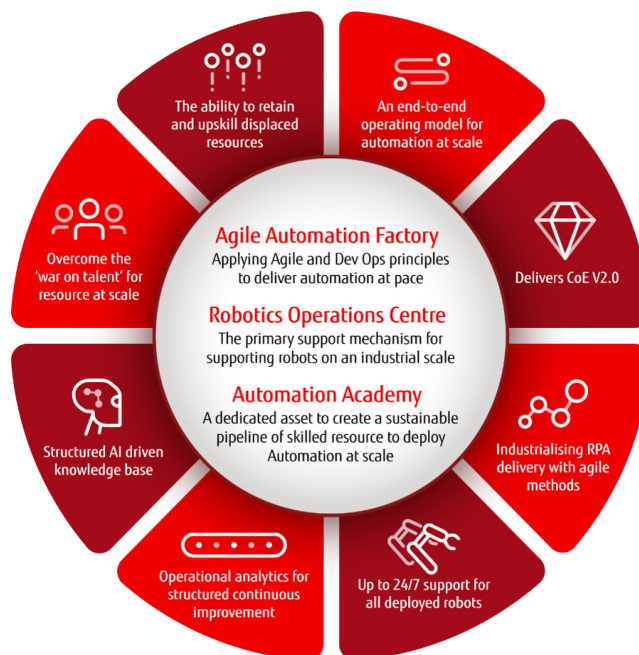 The ability to retain
and upskill displaced
resources
An end-to-end
operating model for
automation at scale
Overcome the
‘war on talent’ for
resource at scale
Delivers CoE V2.0
Agile Automation Factory
Applying Agile and Dev Ops principles
to deliver automation at pace
Robotics Operations Centre
The primary support mechanism for
supporting robots on an industrial scale
Automation Academy
A dedicated asset to create a sustainable
pipeline of skilled resource to deploy
Automation at scale
Structured AI driven
knowledge base
Industrialising RPA
delivery with agile
methods
Operational analytics for
structured continuous
improvement
Up to 24/7 support for
all deployed robots